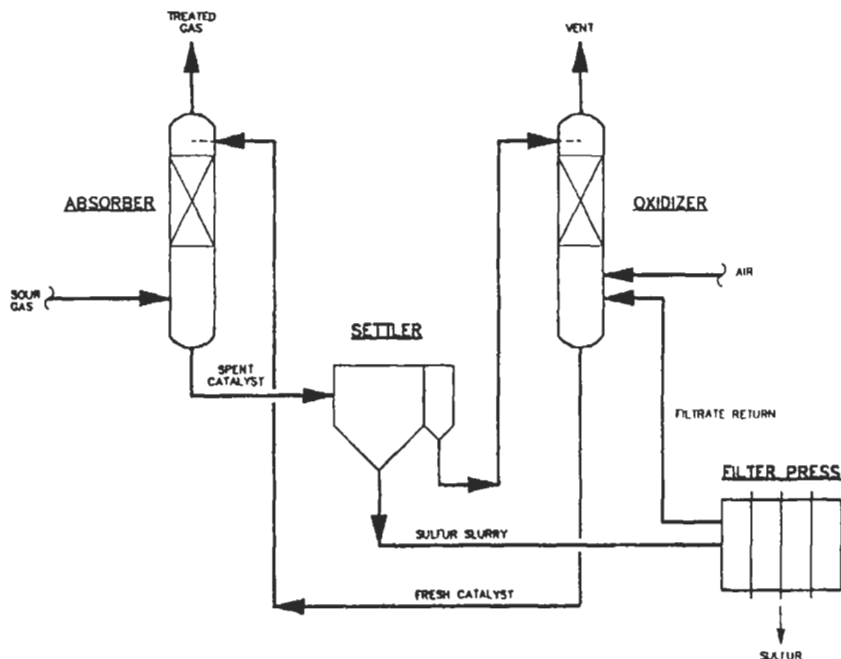 TREATED
GAS
VENT
ABSORBER
OXIDIZER
AIR
SOUR
GAS
SETTLER
SPENT
CATALYST
FILTRATE RETURN
FILTER PRESS
SULFUR SLURRY
FRESH CATALYST
SULFUR